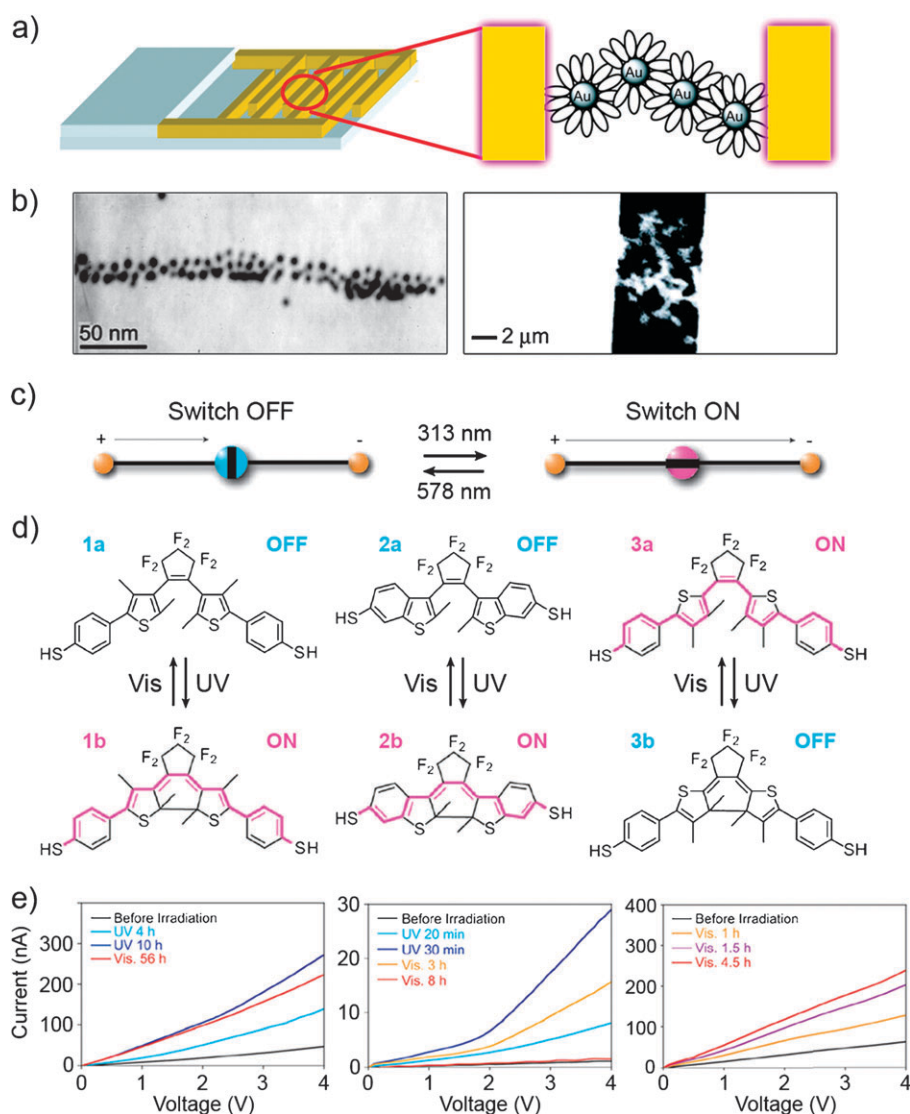 a)
Au
Au
Au
Au
b)
50 nm
2 μm
c)
Switch OFF
Switch ON
+
-
313 nm
578 nm
+
-
d)
1a
OFF
2a
OFF
3a
ON
F2
F2
F2
F2
F2
F2
F2
F2
F2
S
S
HS
SH
S
S
HS
SH
S
S
HS
SH
Vis
UV
Vis
UV
Vis
UV
1b
ON
2b
ON
3b
OFF
F2
F2
F2
F2
F2
F2
F2
F2
F2
S
S
HS
SH
S
S
HS
SH
S
S
HS
SH
e)
Current (nA)
300
200
100
0
Before Irradiation
UV 4 h
UV 10 h
Vis. 56 h
0 1 2 3 4
Voltage (V)
30
20
10
0
Before Irradiation
UV 20 min
UV 30 min
Vis. 3 h
Vis. 8 h
0 1 2 3 4
Voltage (V)
400
300
200
100
0
Before Irradiation
Vis. 1 h
Vis. 1.5 h
Vis. 4.5 h
0 1 2 3 4
Voltage (V)